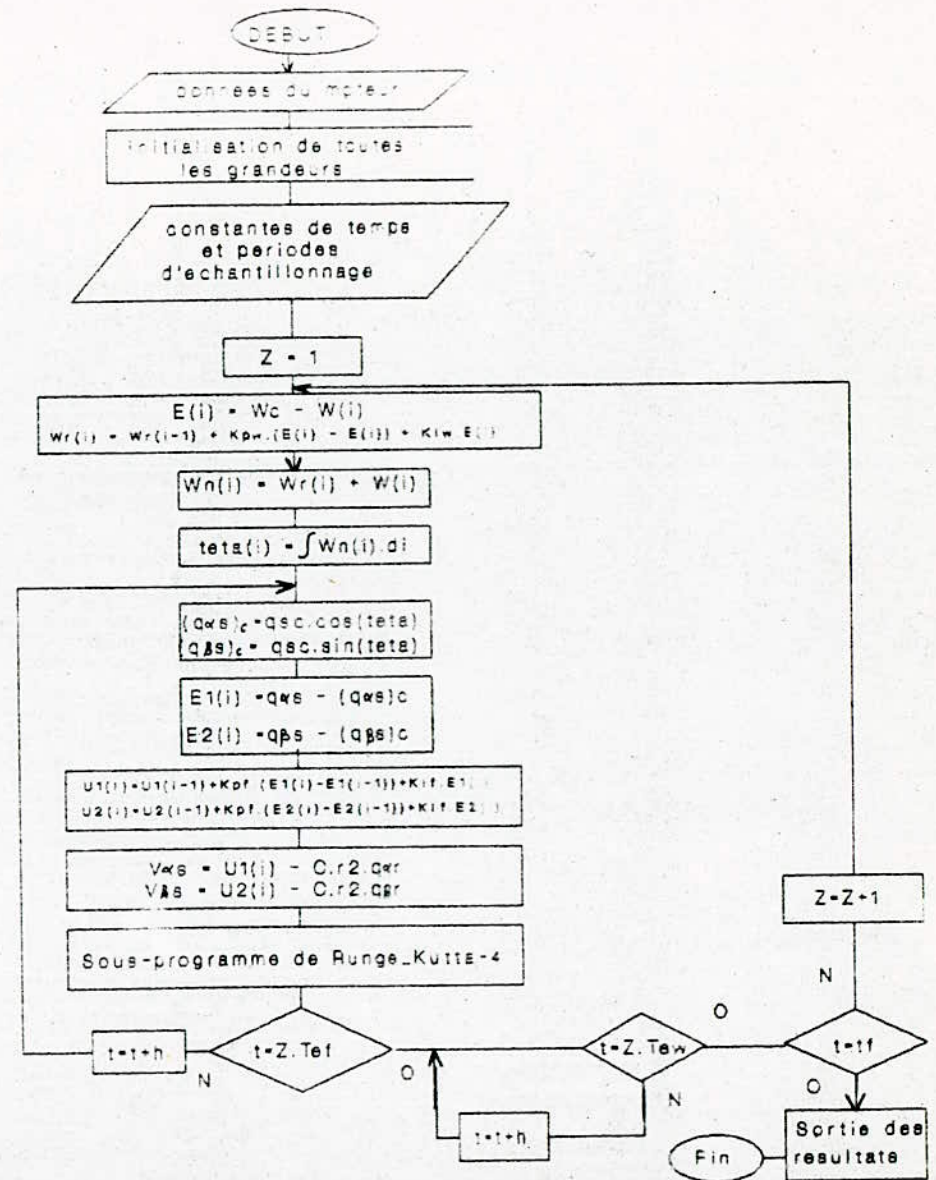 DEBUT
données du moteur
initialisation de toutes
les grandeurs
constantes de temps
et periodes
d'echantillonnage
Z = 1
E(i) = Wc - W(i)
Wr(i) = Wr(i-1) + Kpw.(E(i) - E(i)) + Kiw.E(i)
Wn(i) = Wr(i) + W(i)
teta(i) = ∫Wn(i).di
(qαs)c = qsc.cos(teta)
(qβs)c = qsc.sin(teta)
E1(i) = qαs - (qαs)c
E2(i) = qβs - (qβs)c
U1(i)=U1(i-1)+Kpf.(E1(i)-E1(i-1))+Kif.E1(i)
U2(i)=U2(i-1)+Kpf.(E2(i)-E2(i-1))+Kif.E2(i)
Vαs = U1(i) - C.r2.qαr
Vβs = U2(i) - C.r2.qβr
Z=Z+1
Sous-programme de Runge_Kutta-4
N
O
t=t+h
t=Z.Tef
t=Z.Tew
t=tf
N
O
N
O
t=t+h
Sortie des
resultats
Fin